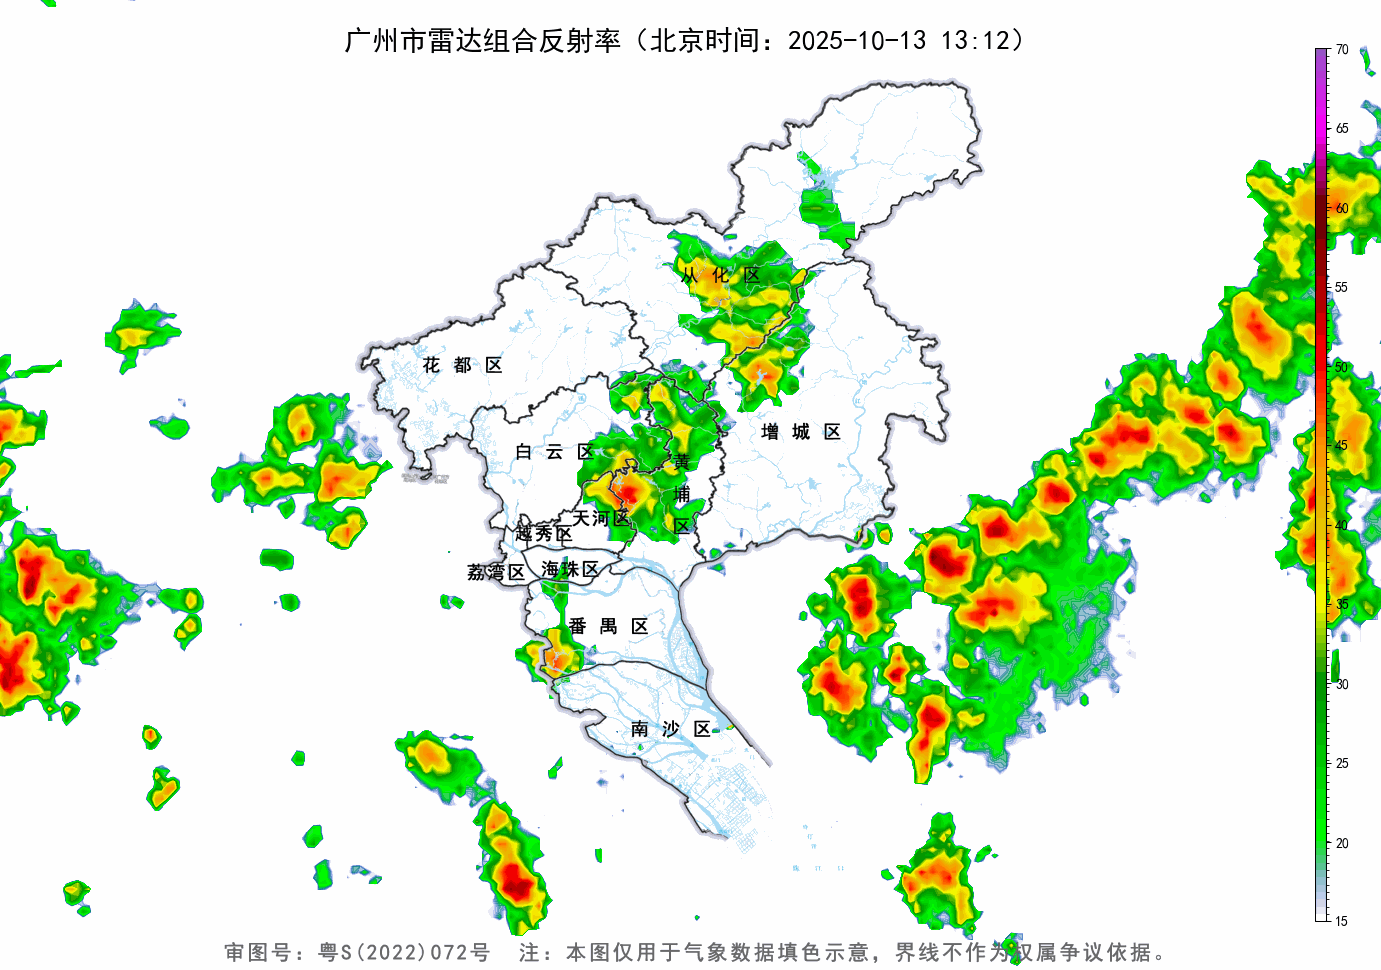 广州市雷达组合反射率（北京时间：2025-10-13 13:12）
70
65
60
55
50
45
40
35
30
25
20
15
从化区
花都区
增城区
白云区
黄埔区
天河区
越秀区
海珠区
荔湾区
番禺区
南沙区
审图号：粤S(2022)072号 注：本图仅用于气象数据填色示意，界线不作为权属争议依据。